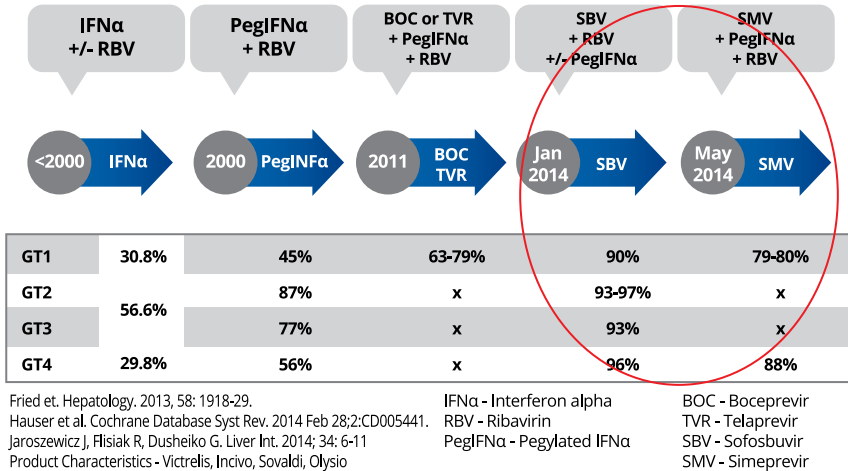 IFNα
+/- RBV
PegIFNα
+ RBV
BOC or TVR
+ PegIFNα
+ RBV
SBV
+ RBV
+/- PegIFNα
SMV
+ PegIFNα
+ RBV
<2000 IFNα
2000 PegINFα
2011 BOC
TVR
Jan
2014 SBV
May
2014 SMV
GT1 30.8% 45% 63-79% 90% 79-80%
GT2 87% x 93-97% x
56.6%
GT3 77% x 93% x
GT4 29.8% 56% x 96% 88%
Fried et. Hepatology. 2013, 58: 1918-29.
Hauser et al. Cochrane Database Syst Rev. 2014 Feb 28;2:CD005441.
Jaroszewicz J, Flisiak R, Dusheiko G. Liver Int. 2014; 34: 6-11
Product Characteristics - Victrelis, Incivo, Sovaldi, Olysio
IFNα - Interferon alpha
RBV - Ribavirin
PegIFNα - Pegylated IFNα
BOC - Boceprevir
TVR - Telaprevir
SBV - Sofosbuvir
SMV - Simeprevir